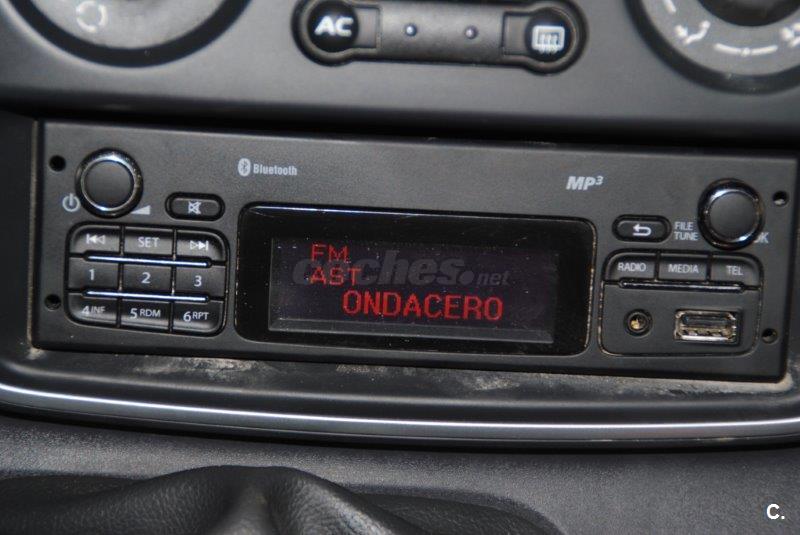 AC
Bluetooth
MP3
FILE
TUNE
OK
SET
RADIO MEDIA TEL
1 2 3
4 INF 5 RDM 6 RPT
FM
AST
ONDACERO
coches.net
C.